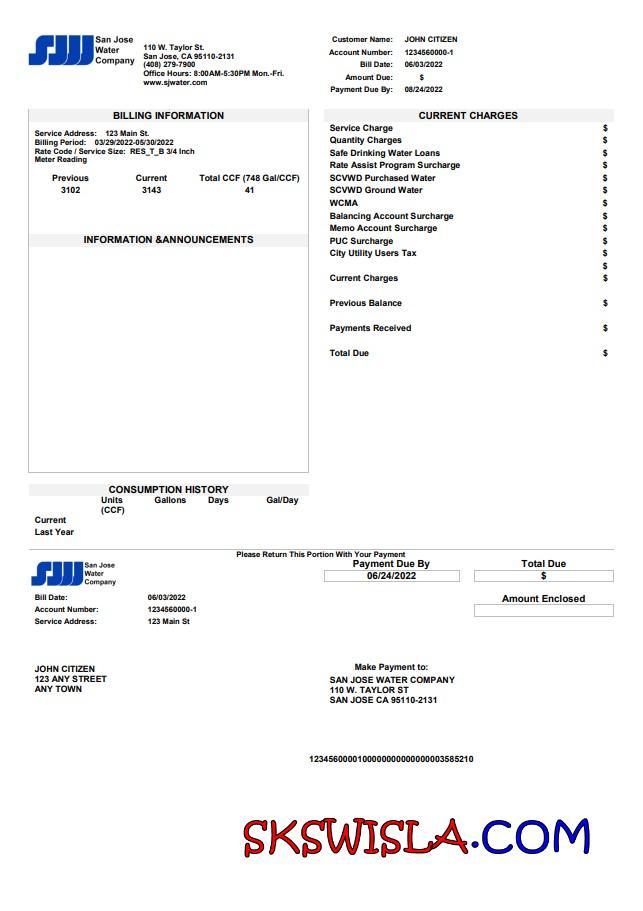 San Jose
Water
Company
110 W. Taylor St.
San Jose, CA 95110-2131
(408) 279-7900
Office Hours: 8:00AM-5:30PM Mon.-Fri.
www.sjwater.com
Customer Name: JOHN CITIZEN
Account Number: 1234560000-1
Bill Date: 06/03/2022
Amount Due: $
Payment Due By: 08/24/2022
BILLING INFORMATION
Service Address: 123 Main St.
Billing Period: 03/29/2022-05/30/2022
Rate Code / Service Size: RES_T_B 3/4 Inch
Meter Reading
Previous Current Total CCF (748 Gal/CCF)
3102 3143 41
INFORMATION &ANNOUNCEMENTS
CURRENT CHARGES
Service Charge $
Quantity Charges $
Safe Drinking Water Loans $
Rate Assist Program Surcharge $
SCVWD Purchased Water $
SCVWD Ground Water $
WCMA $
Balancing Account Surcharge $
Memo Account Surcharge $
PUC Surcharge $
City Utility Users Tax $
$
Current Charges $
Previous Balance $
Payments Received $
Total Due $
CONSUMPTION HISTORY
Units Gallons Days Gal/Day
(CCF)
Current
Last Year
Please Return This Portion With Your Payment
San Jose
Water
Company
Payment Due By Total Due
06/24/2022 $
Amount Enclosed
Bill Date: 06/03/2022
Account Number: 1234560000-1
Service Address: 123 Main St
JOHN CITIZEN
123 ANY STREET
ANY TOWN
Make Payment to:
SAN JOSE WATER COMPANY
110 W. TAYLOR ST
SAN JOSE CA 95110-2131
12345600001000000000000000003585210
SKSWISLA.COM